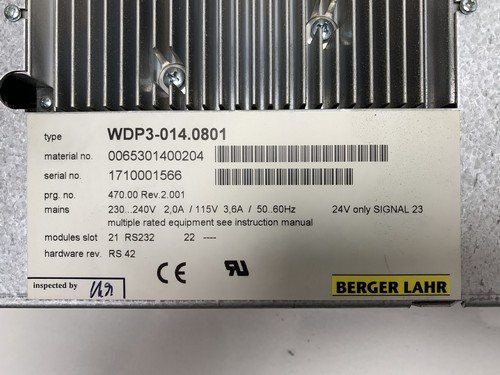 type WDP3-014.0801
material no. 0065301400204
serial no. 1710001566
prg. no. 470.00 Rev.2.001
mains 230...240V 2,0A / 115V 3,6A / 50..60Hz 24V only SIGNAL 23
multiple rated equipment see instruction manual
modules slot 21 RS232 22 ----
hardware rev. RS 42
inspected by
CE RU
BERGER LAHR